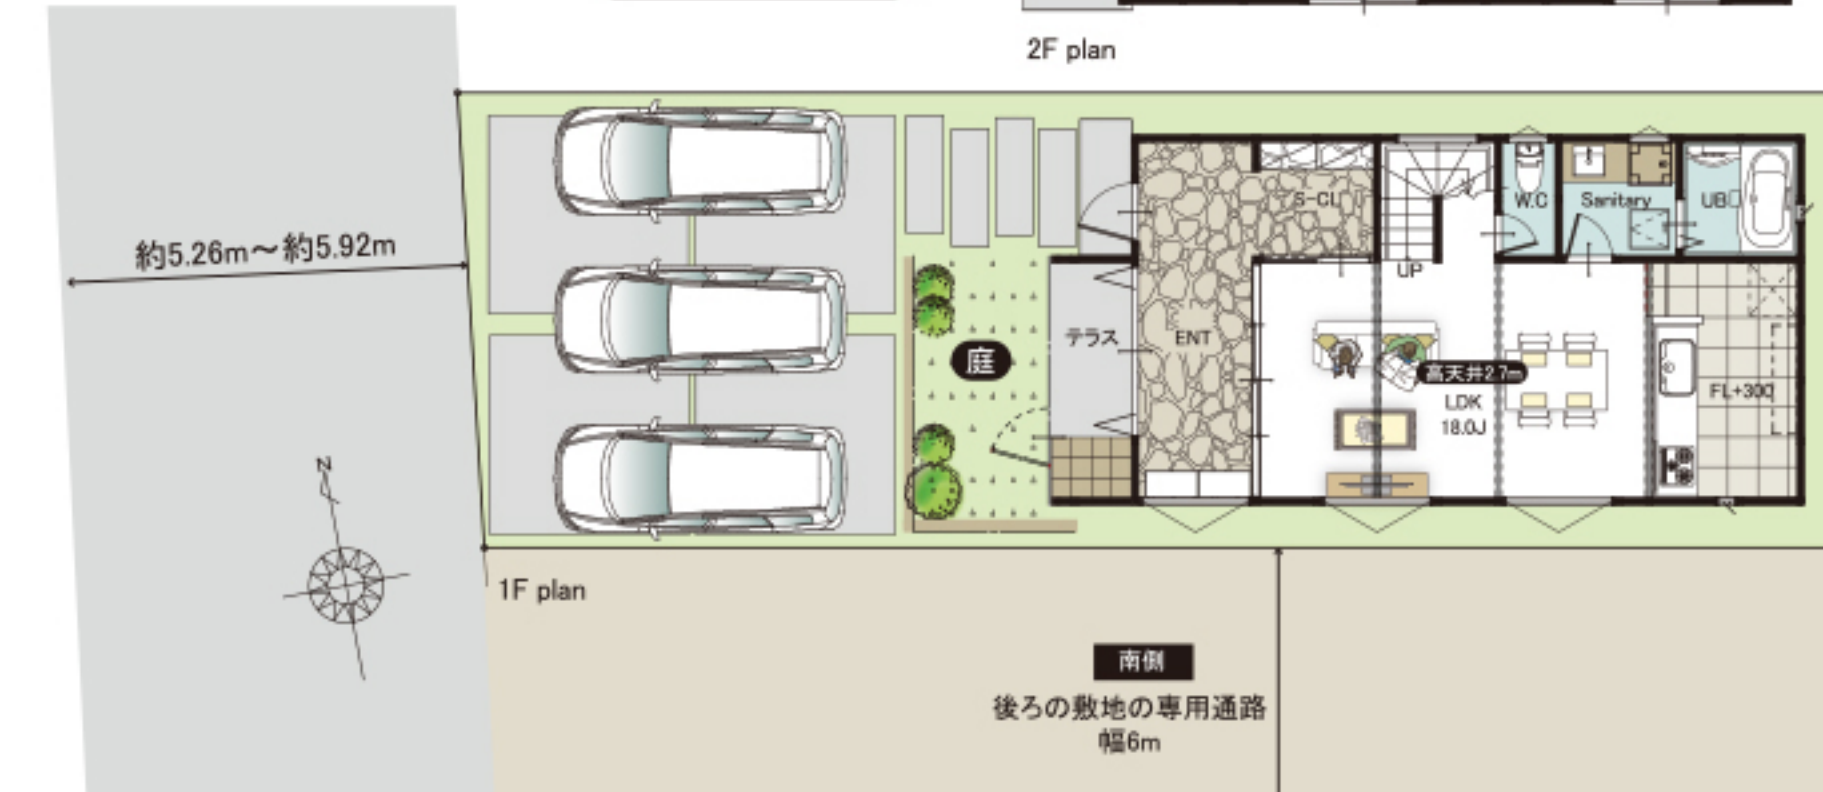 2F plan
約5.26m～約5.92m
S-CL
W.C
Sanitary
UB
UP
テラス
ENT
庭
高天井2.7m
LDK
18.0J
FL+300
N
1F plan
南側
後ろの敷地の専用通路
幅6m